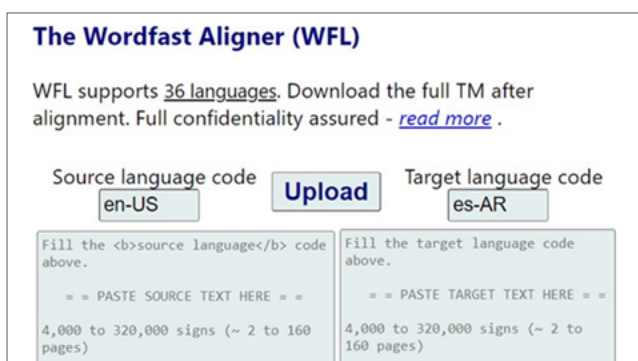 The Wordfast Aligner (WFL)
WFL supports 36 languages. Download the full TM after
alignment. Full confidentiality assured - read more .
Source language code
en-US
Upload
Target language code
es-AR
Fill the <b>source language</b> code
above.
= = PASTE SOURCE TEXT HERE = =
4,000 to 320,000 signs (~ 2 to 160
pages)
Fill the target language code
above.
= = PASTE TARGET TEXT HERE = =
4,000 to 320,000 signs (~ 2 to
160 pages)